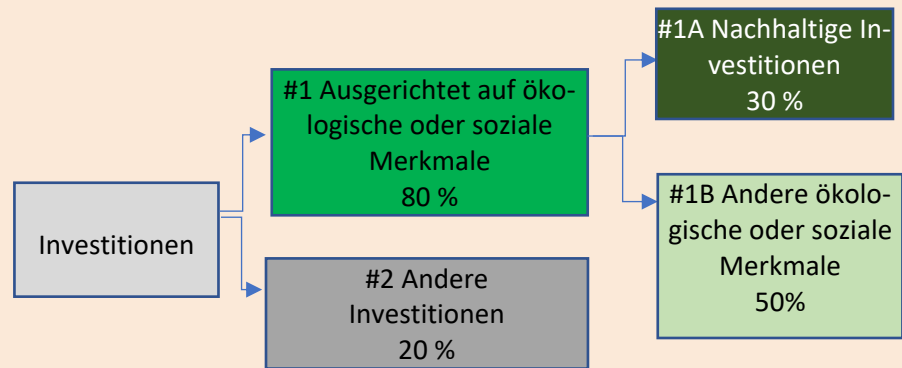 Investitionen
#1 Ausgerichtet auf öko-
logische oder soziale
Merkmale
80 %
#2 Andere
Investitionen
20 %
#1A Nachhaltige In-
vestitionen
30 %
#1B Andere ökolo-
gische oder soziale
Merkmale
50%